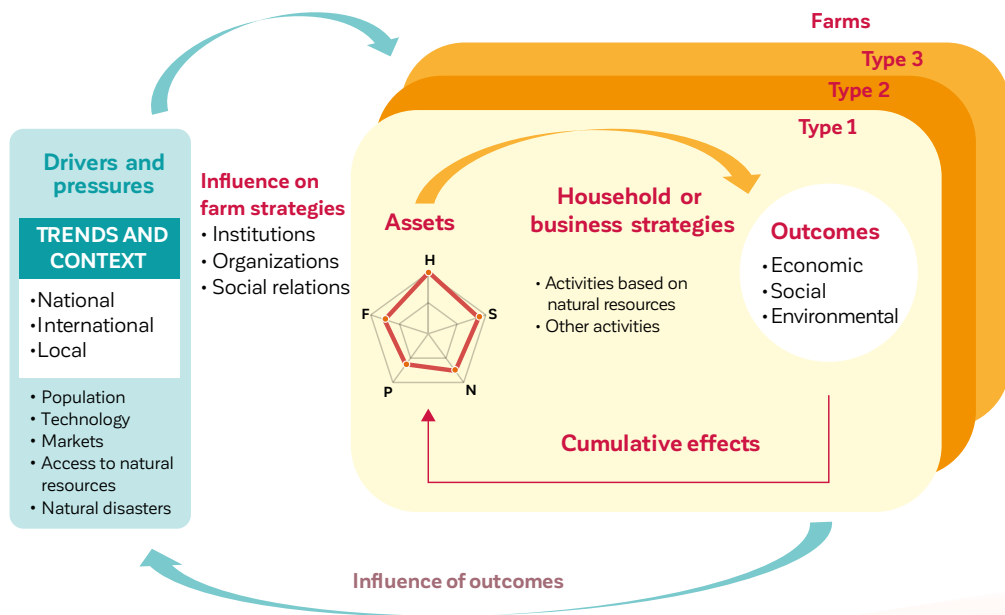 Farms
Type 3
Type 2
Type 1
Drivers and
pressures
TRENDS AND
CONTEXT
•National
•International
•Local
• Population
• Technology
• Markets
• Access to natural
resources
• Natural disasters
Influence on
farm strategies
• Institutions
• Organizations
• Social relations
Assets
H
F
S
P
N
Household or
business strategies
• Activities based on
natural resources
• Other activities
Outcomes
•Economic
•Social
•Environmental
Cumulative effects
Influence of outcomes